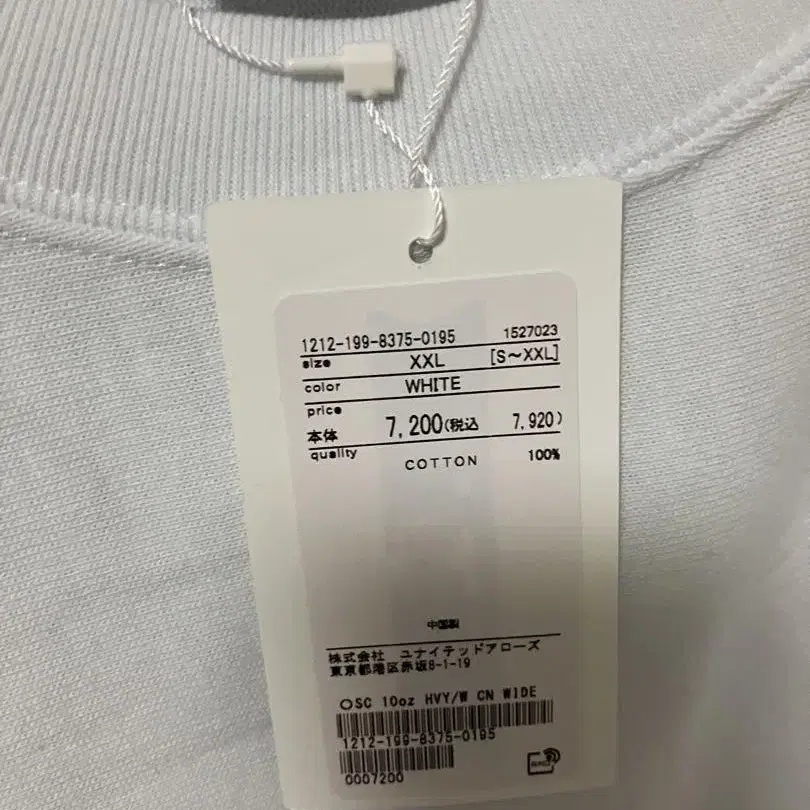 1212-199-8375-0195 1527023
size XXL [S～XXL]
color WHITE
price
本体 7,200(税込 7,920)
quality COTTON 100%
中国製
株式会社 ユナイテッドアローズ
東京都港区赤坂8-1-19
○SC 10oz HVY/W CN WIDE
1212-199-8375-0195
0007200